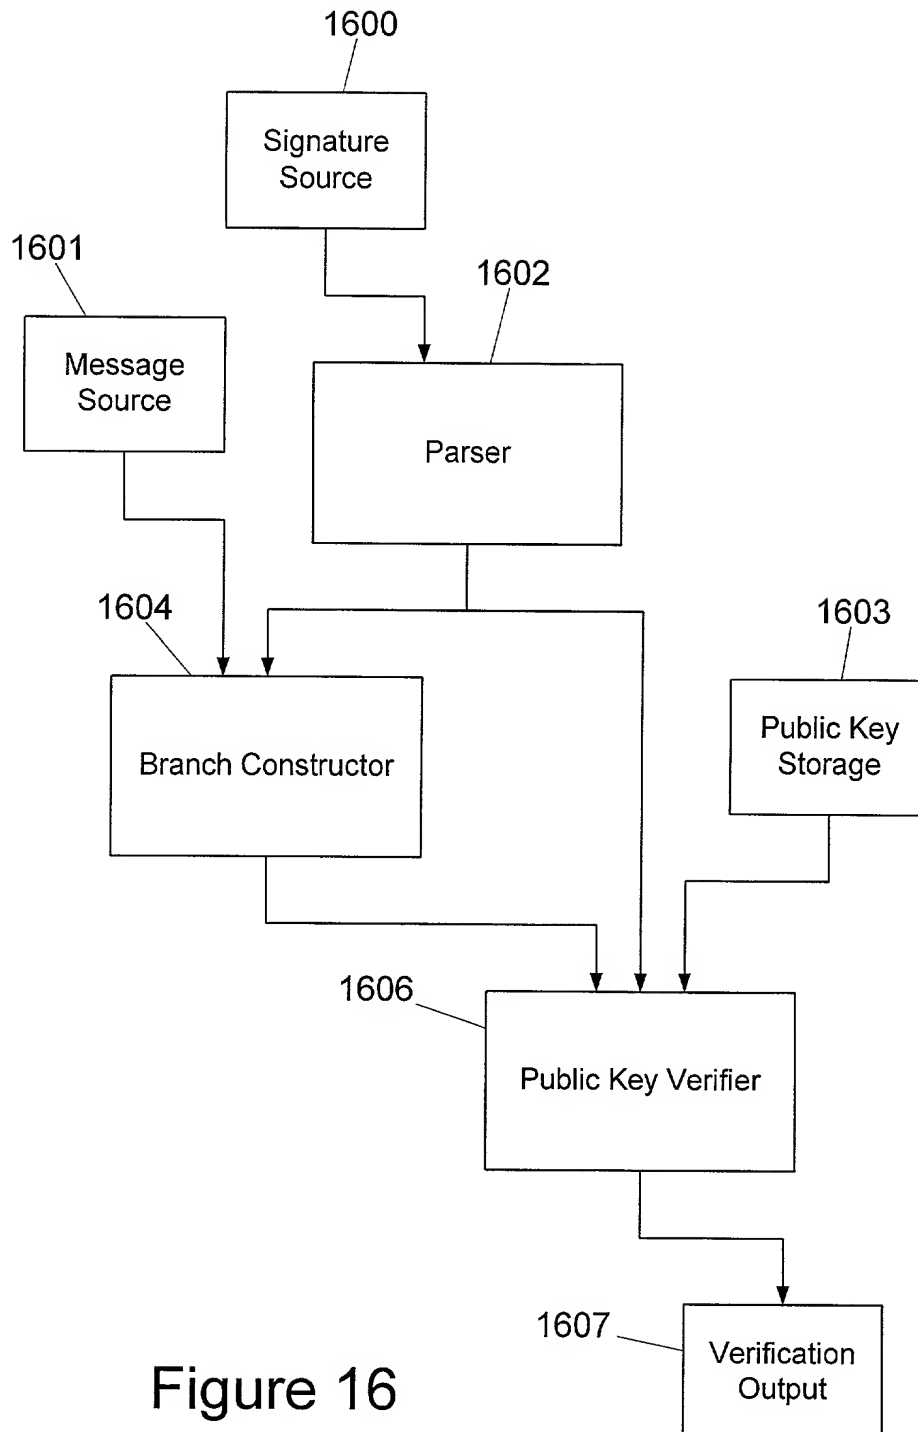 1600
Signature
Source
1601
1602
Message
Source
Parser
1604
1603
Branch Constructor
Public Key
Storage
1606
Public Key Verifier
1607
Verification
Output
Figure 16